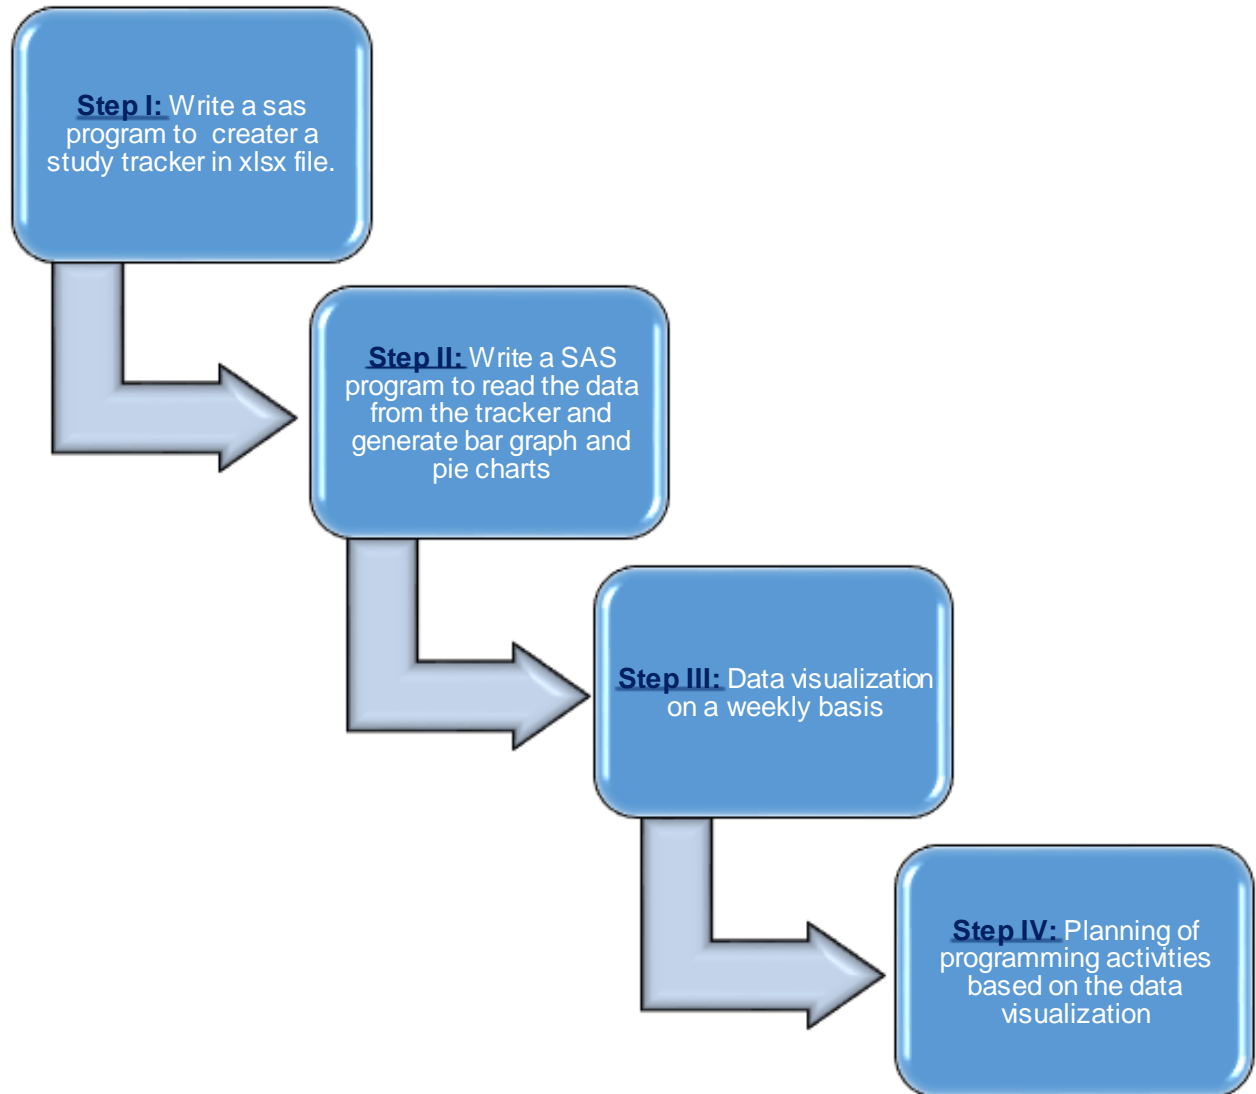 Step I: Write a sas
program to creater a
study tracker in xlsx file.
Step II: Write a SAS
program to read the data
from the tracker and
generate bar graph and
pie charts
Step III: Data visualization
on a weekly basis
Step IV: Planning of
programming activities
based on the data
visualization